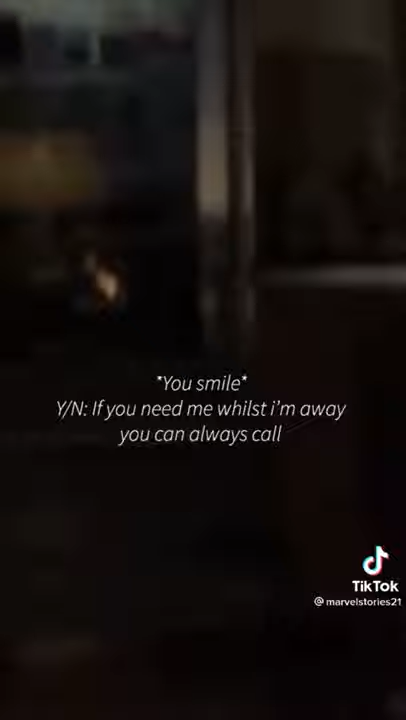 *You smile*
Y/N: If you need me whilst i'm away
you can always call
TikTok
@marvelstories21